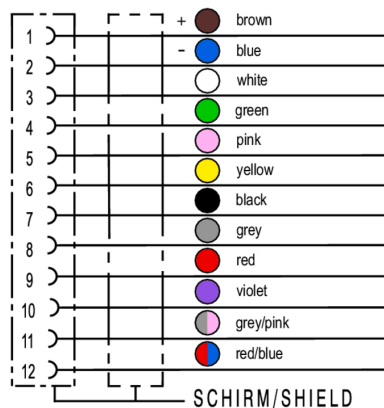 + brown
1
- blue
2
white
3
green
4
pink
5
yellow
6
black
7
grey
8
red
9
violet
10
grey/pink
11
red/blue
12
SCHIRM/SHIELD